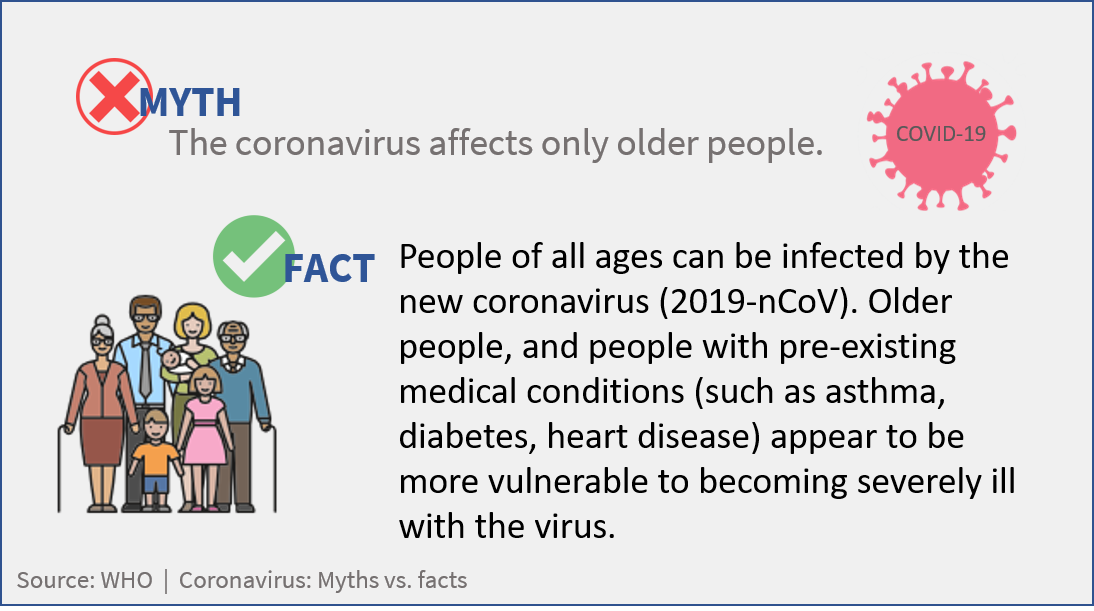 MYTH
The coronavirus affects only older people.
COVID-19
FACT
People of all ages can be infected by the
new coronavirus (2019-nCoV). Older
people, and people with pre-existing
medical conditions (such as asthma,
diabetes, heart disease) appear to be
more vulnerable to becoming severely ill
with the virus.
Source: WHO | Coronavirus: Myths vs. facts